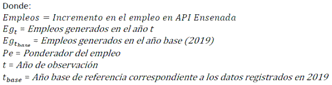 Donde:
Empleos = Incremento en el empleo en API Ensenada
Eg_t = Empleos generados en el año t
Eg_t_base = Empleos generados en el año base (2019)
Pe = Ponderador del empleo
t = Año de observación
t_base = Año base de referencia correspondiente a los datos registrados en 2019